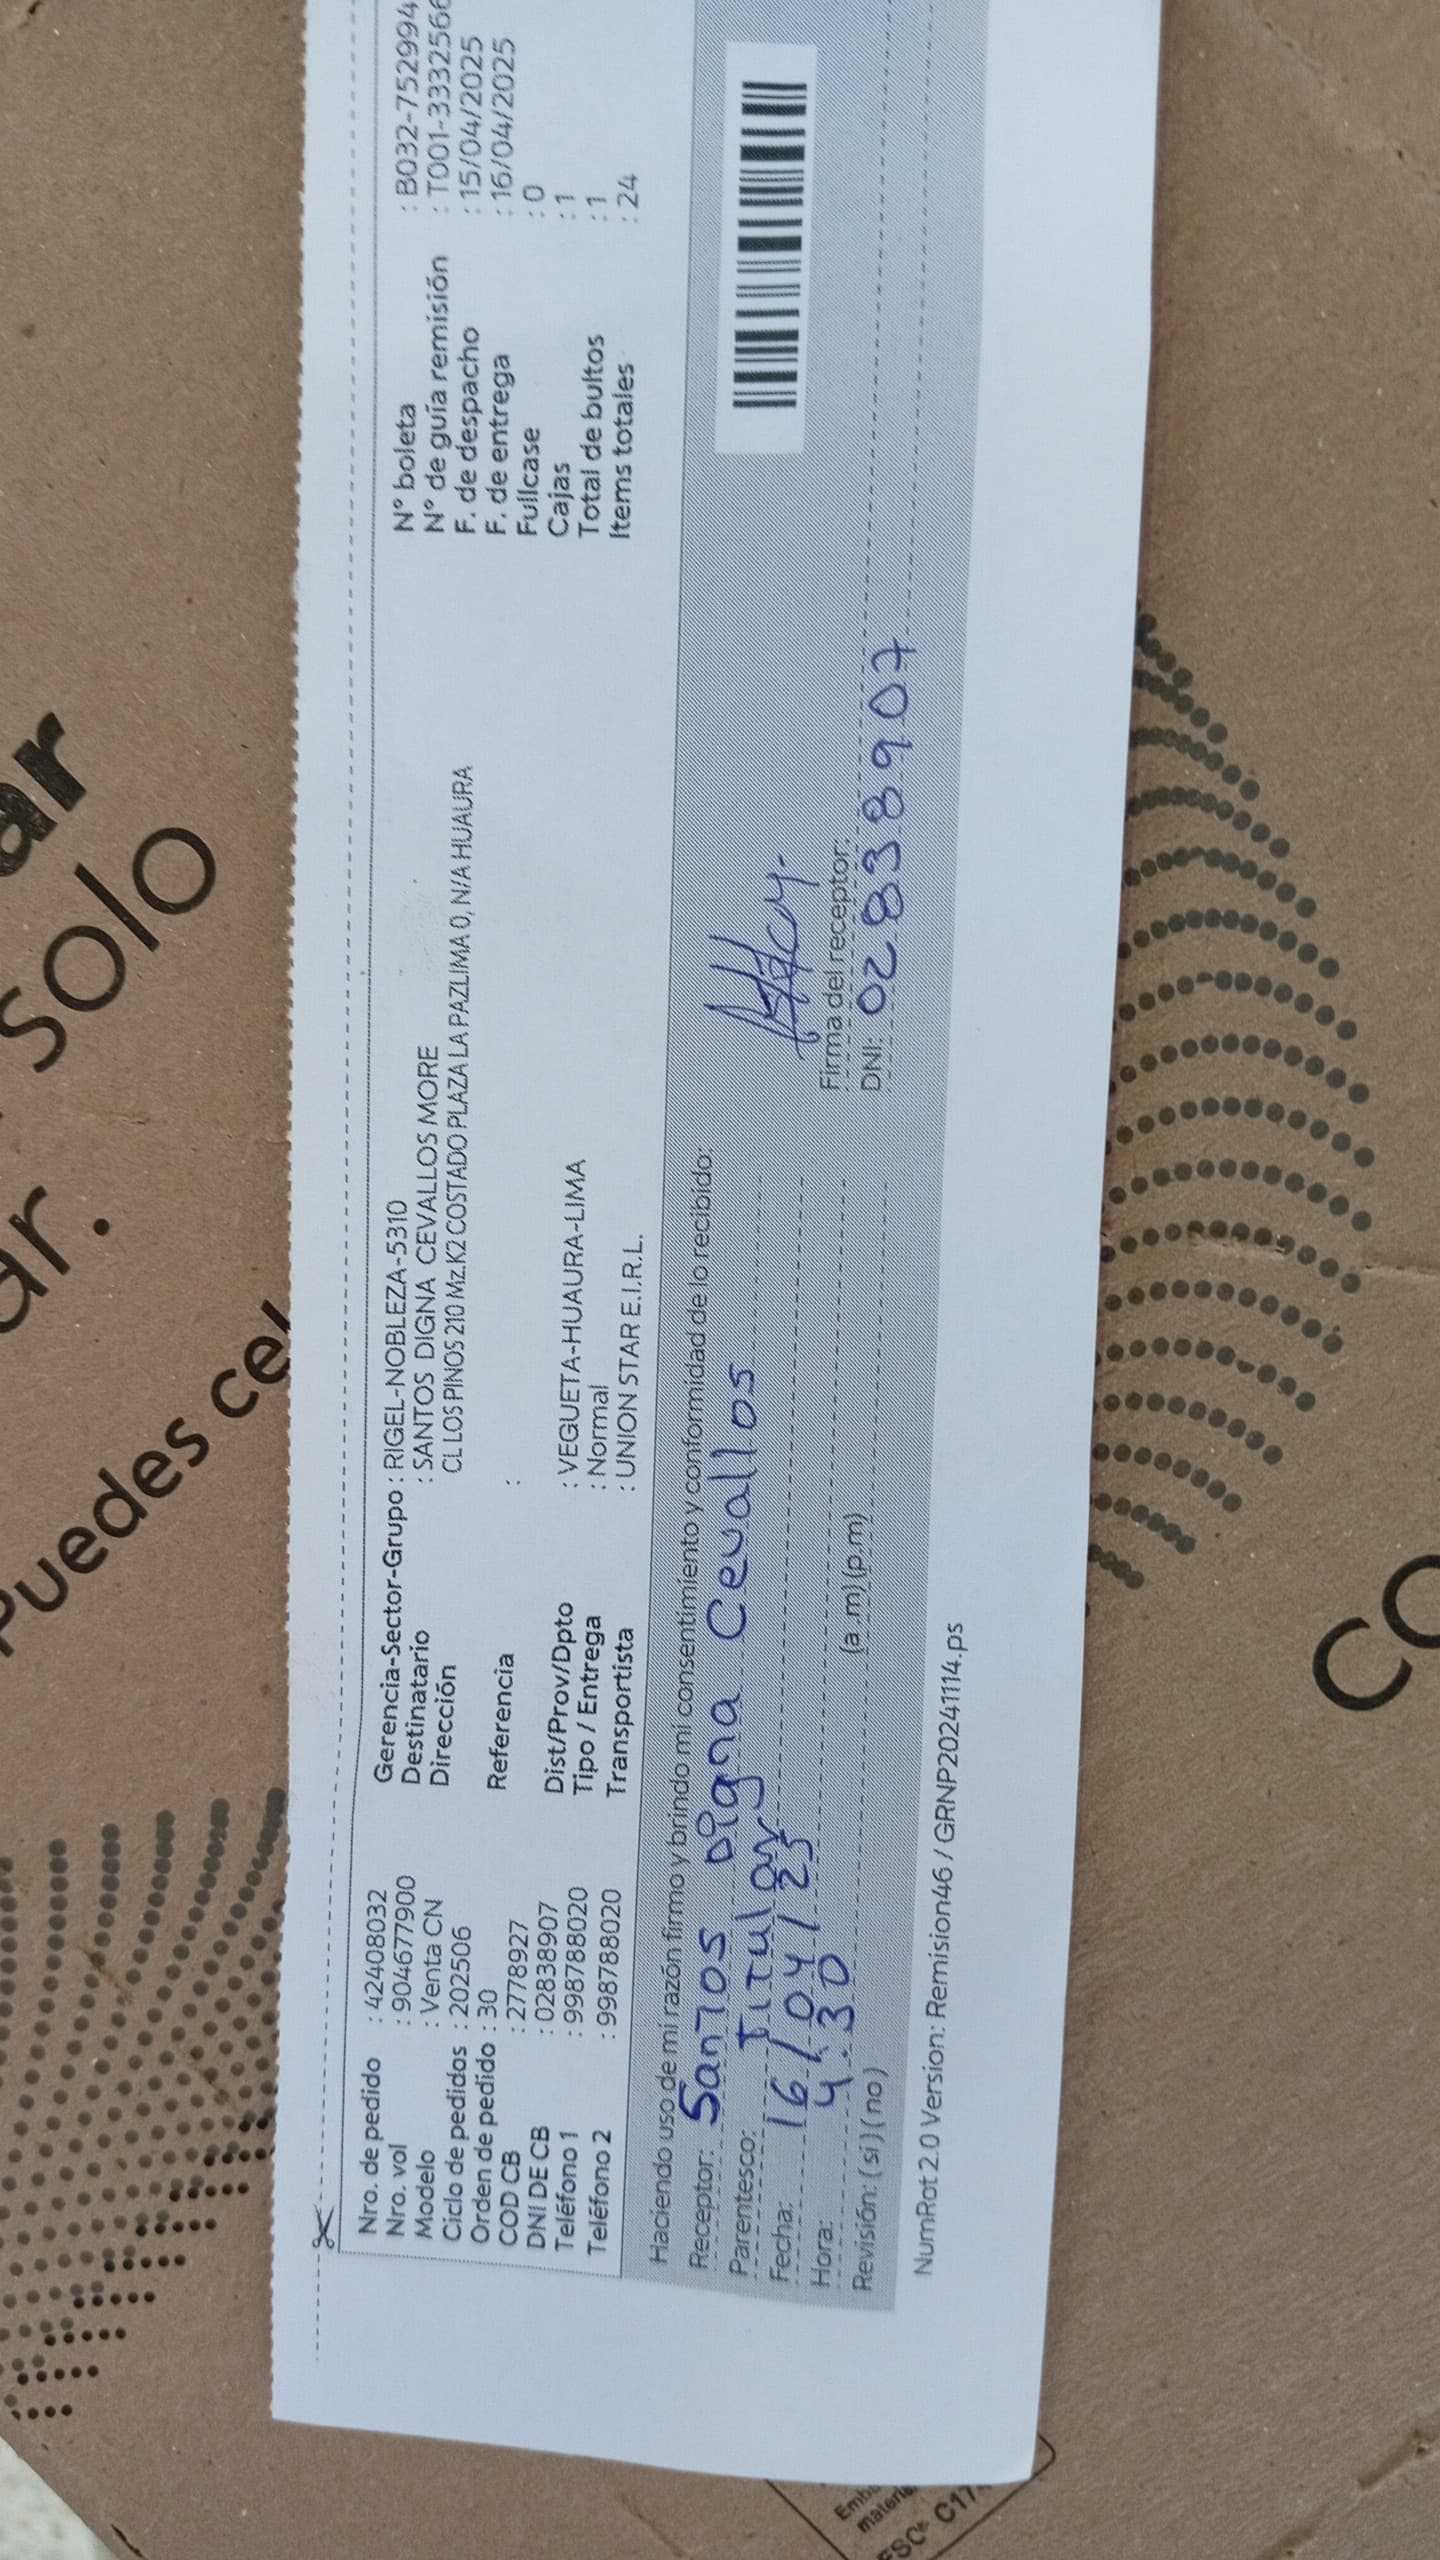 Nro. de pedido : 42408032
Nro. vol : 904677900
Modelo : Venta CN
Ciclo de pedidos : 202506
Orden de pedido : 30
COD CB : 2778927
DNI DE CB : 02838907
Teléfono 1 : 998788020
Teléfono 2 : 998788020
Gerencia-Sector-Grupo : RIGEL-NOBLEZA-5310
Destinatario : SANTOS DIGNA CEVALLOS MORE
Dirección CL LOS PINOS 210 Mz.K2 COSTADO PLAZA LA PAZLIMA 0, N/A HUAURA
Referencia :
Dist/Prov/Dpto : VEGUETA-HUAURA-LIMA
Tipo / Entrega : Normal
Transportista : UNION STAR E.I.R.L.
N° boleta : B032-752994
N° de guía remisión : T001-3332566
F. de despacho : 15/04/2025
F. de entrega : 16/04/2025
Fullcase : 0
Cajas : 1
Total de bultos : 1
Items totales : 24
Haciendo uso de mi razón firmo y brindo mi consentimiento y conformidad de lo recibido:
Receptor: Santos Digna Cevallos
Parentesco: Titular
Fecha: 16/04/25
Hora: 4:30 (a.m) (p.m)
Revisión: (si) (no)
Firma del receptor:
DNI: 02838907
NumRot 2.0 Version: Remision46 / GRNP20241114.ps
ar
solo
ar.
Puedes
CO
FSC® C17